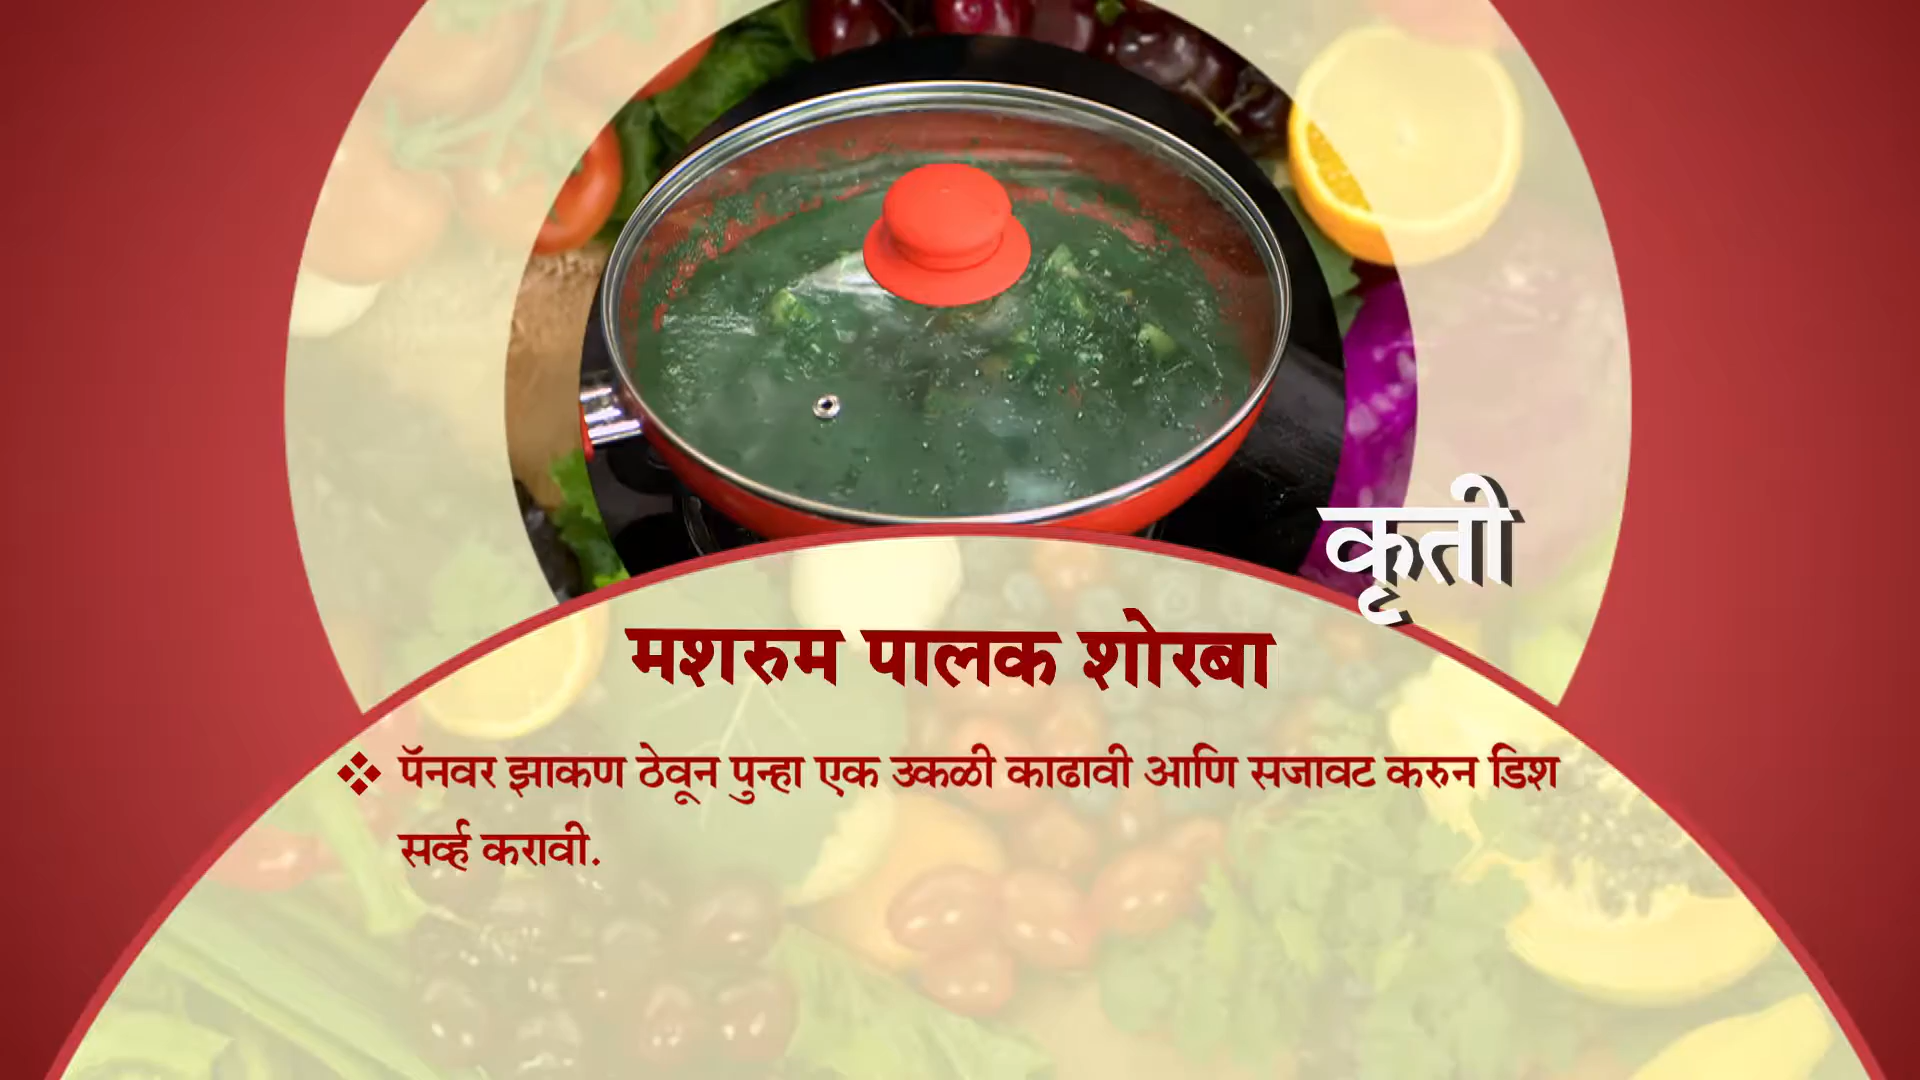 कृती
मशरुम पालक शोरबा
❖ पॅनवर झाकण ठेवून पुन्हा एक उकळी काढावी आणि सजावट करुन डिश
सर्व्ह करावी.